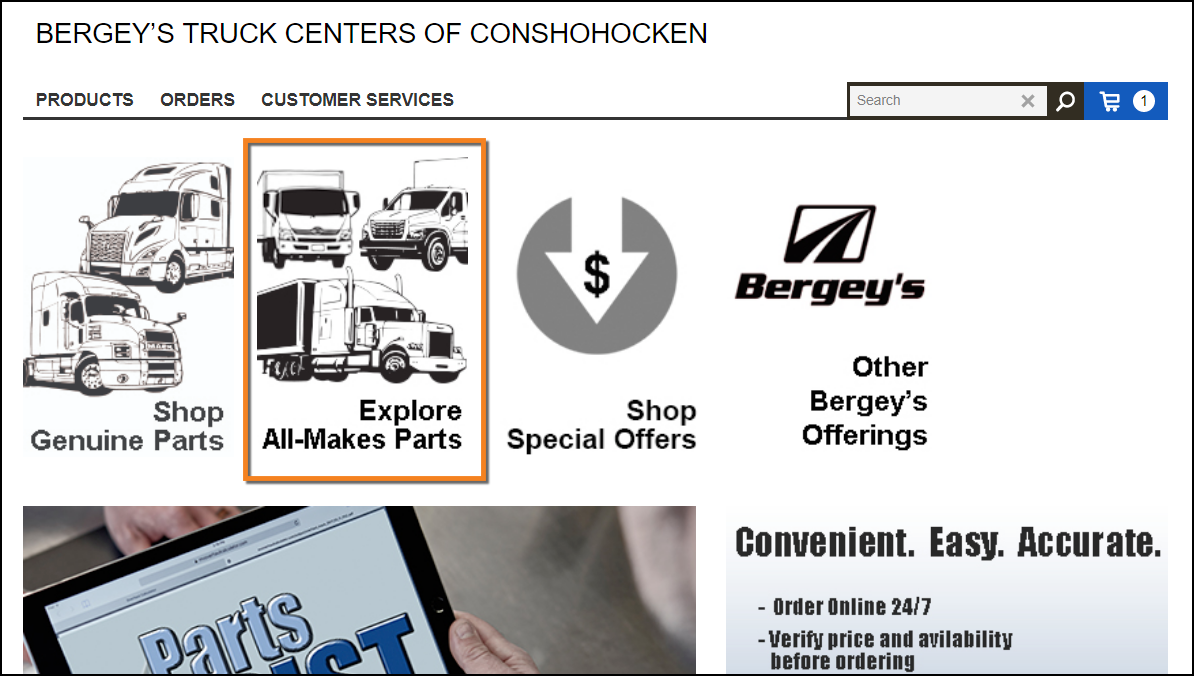 BERGEY’S TRUCK CENTERS OF CONSHOHOCKEN
PRODUCTS ORDERS CUSTOMER SERVICES
Search
1
MACK
Shop
Genuine Parts
Explore
All-Makes Parts
$
Shop
Special Offers
Bergey's
Other
Bergey’s
Offerings
Parts
IST
Convenient. Easy. Accurate.
- Order Online 24/7
- Verify price and avilability
before ordering